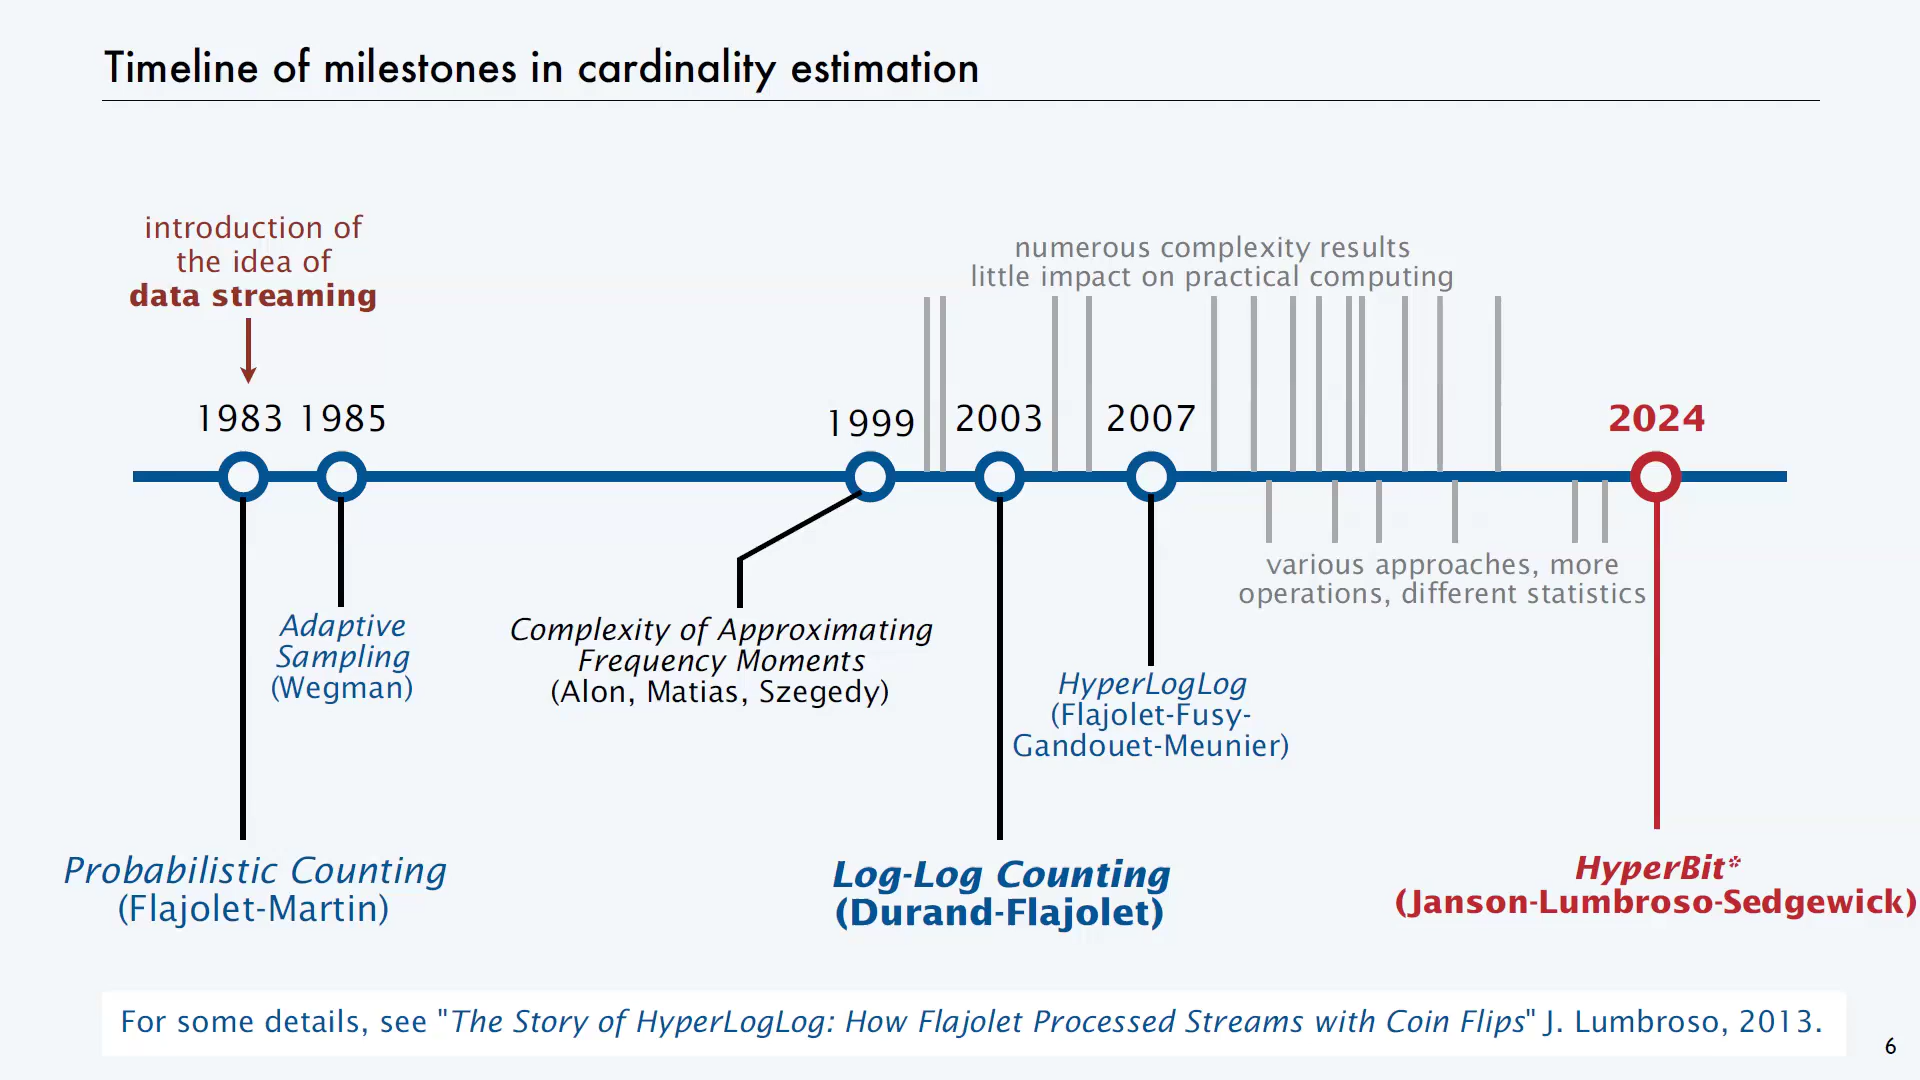 Timeline of milestones in cardinality estimation
introduction of
the idea of
data streaming
numerous complexity results
little impact on practical computing
1983
1985
1999
2003
2007
2024
various approaches, more
operations, different statistics
Adaptive
Sampling
(Wegman)
Complexity of Approximating
Frequency Moments
(Alon, Matias, Szegedy)
HyperLogLog
(Flajolet-Fusy-
Gandouet-Meunier)
Probabilistic Counting
(Flajolet-Martin)
Log-Log Counting
(Durand-Flajolet)
HyperBit*
(Janson-Lumbroso-Sedgewick)
For some details, see "The Story of HyperLogLog: How Flajolet Processed Streams with Coin Flips" J. Lumbroso, 2013.
6